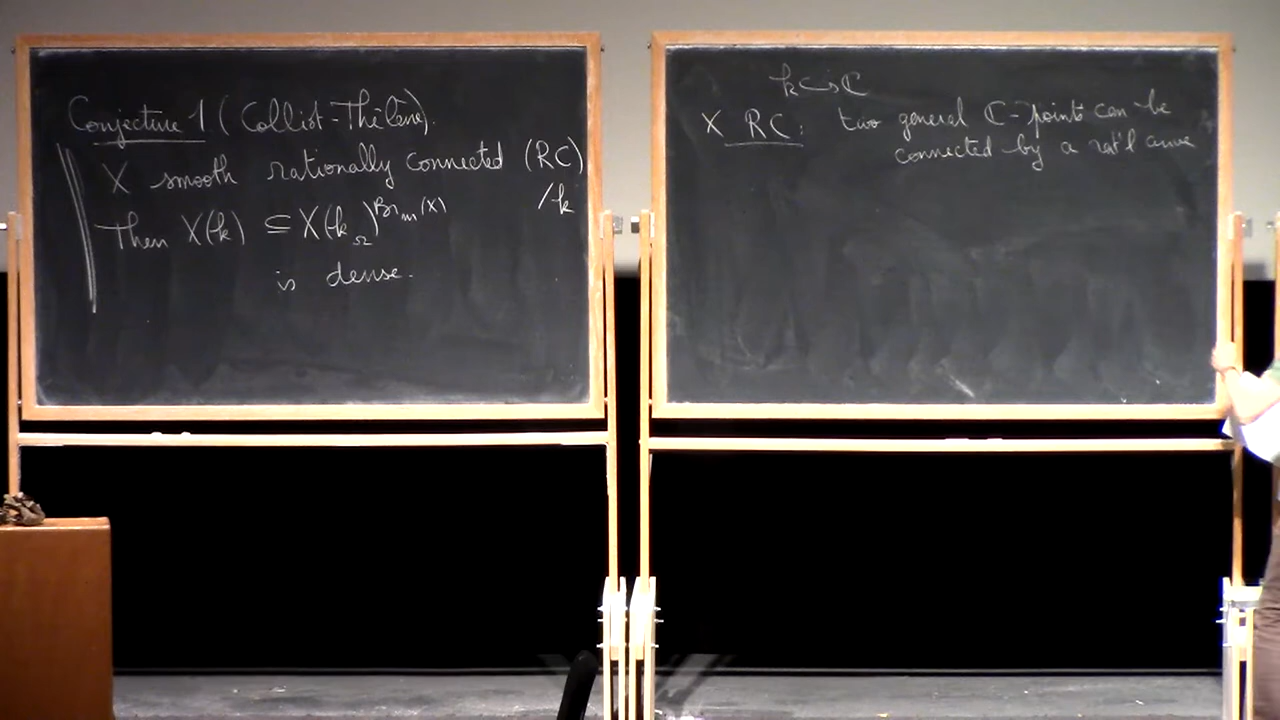 Conjecture 1 (Colliot-Thélène).
X smooth rationally connected (RC)
/k
Then X(k) ⊆ X(k_Ω)^{Br_nr(X)}
is dense.
k ↪ ℂ
X RC: two general ℂ-points can be
connected by a rat'l curve